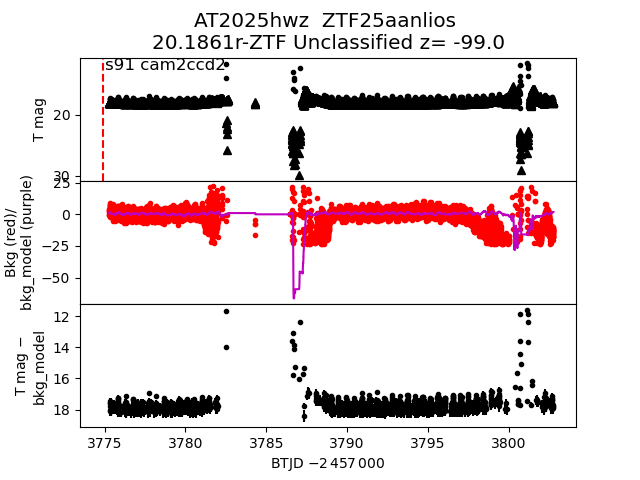 AT2025hwz  ZTF25aanlios
20.1861r-ZTF Unclassified z= -99.0
s91 cam2ccd2
T mag
20
30
Bkg (red)/
bkg_model (purple)
25
0
−25
−50
T mag −
bkg_model
12
14
16
18
3775 3780 3785 3790 3795 3800
BTJD −2 457 000